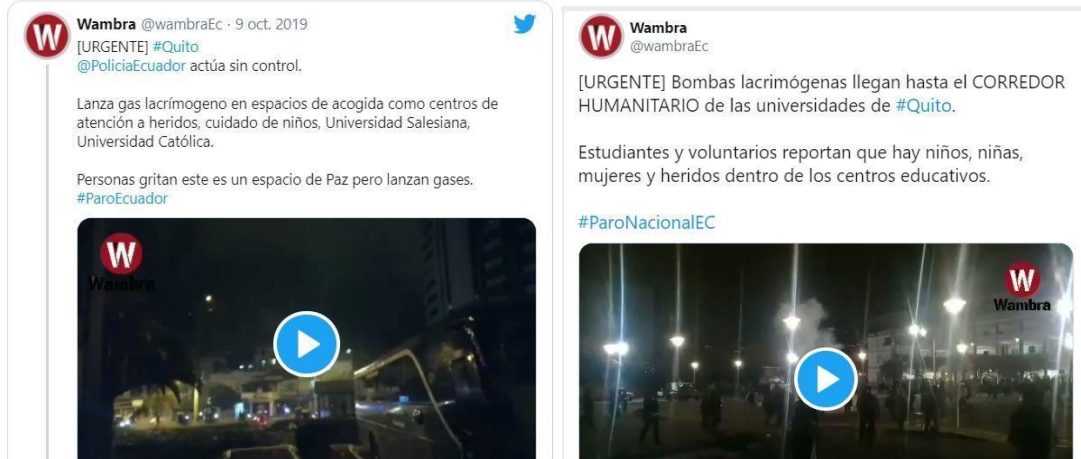 Wambra @wambraEc · 9 oct. 2019
[URGENTE] #Quito
@PoliciaEcuador actúa sin control.
Lanza gas lacrímogeno en espacios de acogida como centros de
atención a heridos, cuidado de niños, Universidad Salesiana,
Universidad Católica.
Personas gritan este es un espacio de Paz pero lanzan gases.
#ParoEcuador
W
Wambra
W
Wambra
@wambraEc
[URGENTE] Bombas lacrimógenas llegan hasta el CORREDOR
HUMANITARIO de las universidades de #Quito.
Estudiantes y voluntarios reportan que hay niños, niñas,
mujeres y heridos dentro de los centros educativos.
#ParoNacionalEC
W
Wambra
W